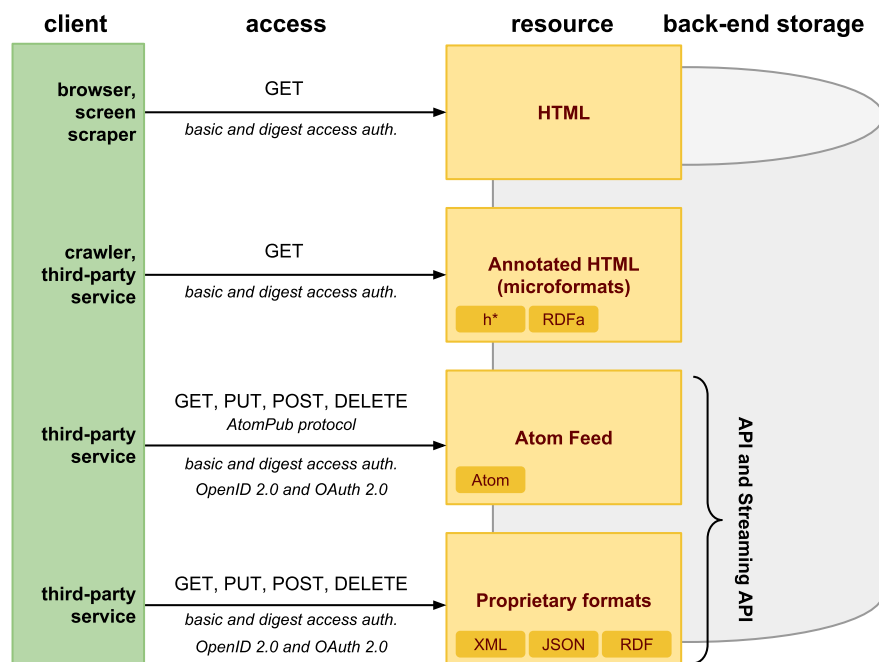 client
access
resource
back-end storage
browser,
screen
scraper
GET
basic and digest access auth.
HTML
crawler,
third-party
service
GET
basic and digest access auth.
Annotated HTML
(microformats)
h*
RDFa
third-party
service
GET, PUT, POST, DELETE
AtomPub protocol
basic and digest access auth.
OpenID 2.0 and OAuth 2.0
Atom Feed
Atom
API and Streaming API
third-party
service
GET, PUT, POST, DELETE
basic and digest access auth.
OpenID 2.0 and OAuth 2.0
Proprietary formats
XML
JSON
RDF